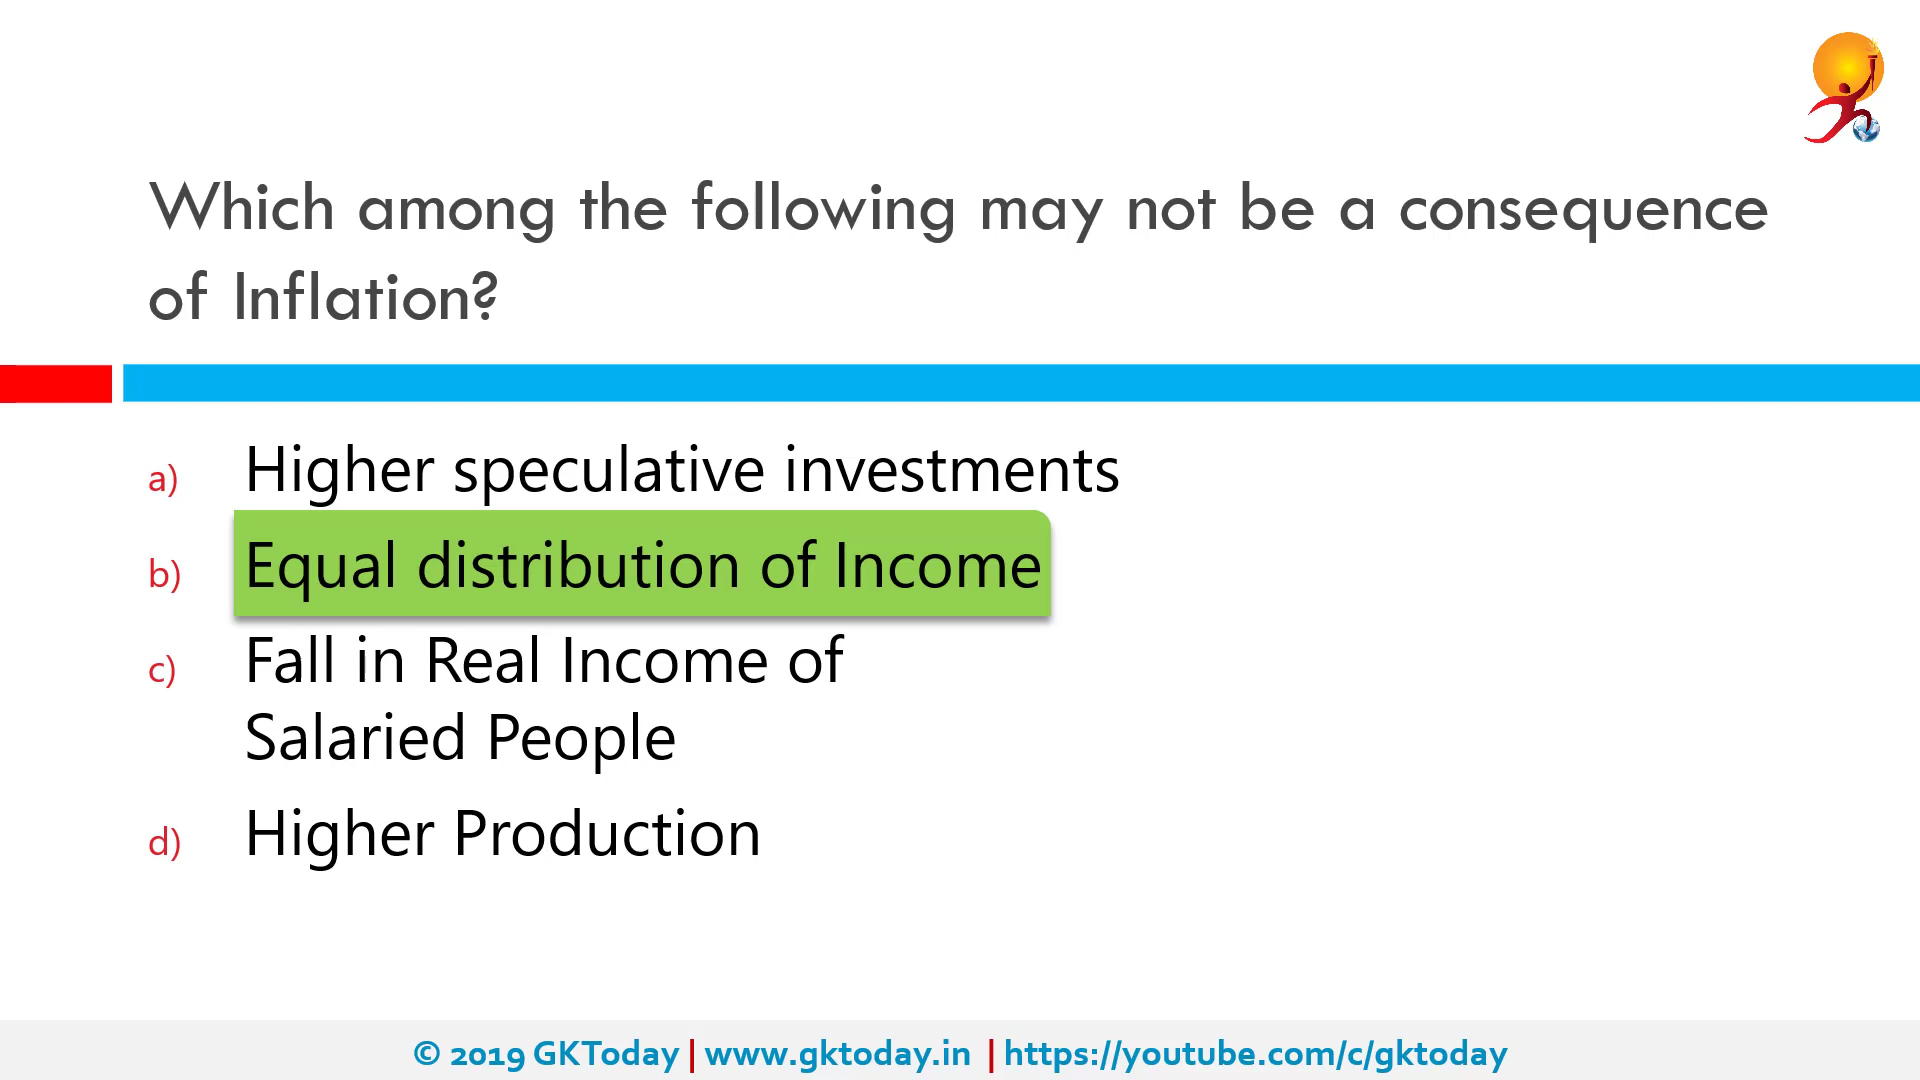 Which among the following may not be a consequence
of Inflation?
a) Higher speculative investments
b) Equal distribution of Income
c) Fall in Real Income of
Salaried People
d) Higher Production
© 2019 GKToday | www.gktoday.in | https://youtube.com/c/gktoday